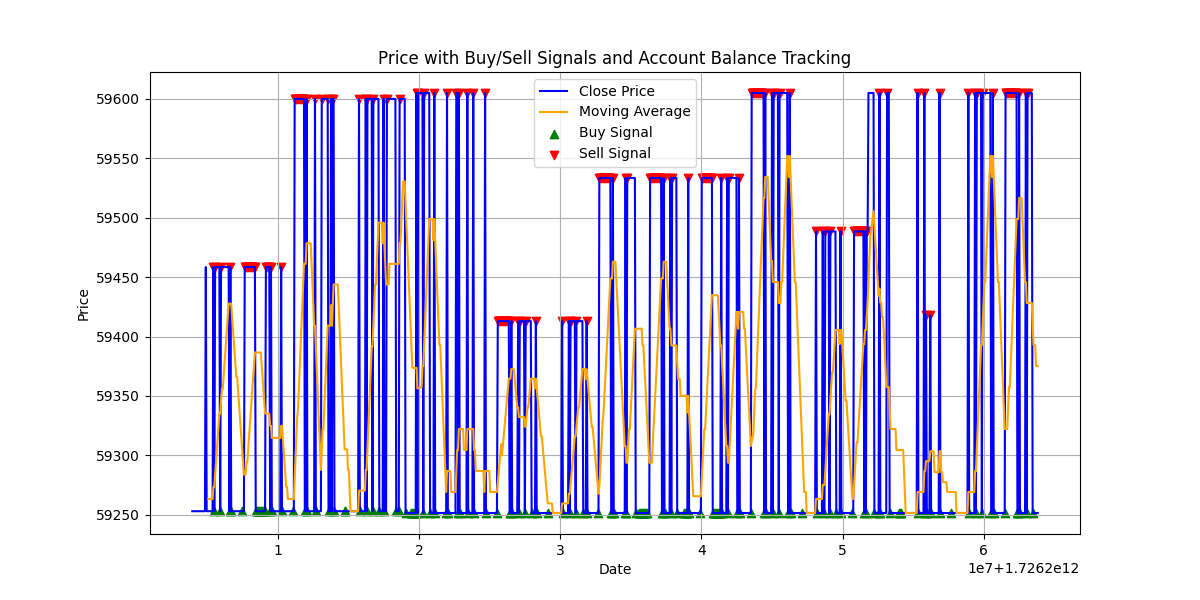 Price with Buy/Sell Signals and Account Balance Tracking
Close Price
Moving Average
Buy Signal
Sell Signal
59600
59550
59500
59450
59400
59350
59300
59250
Price
1 2 3 4 5 6
Date
1e7+1.7262e12